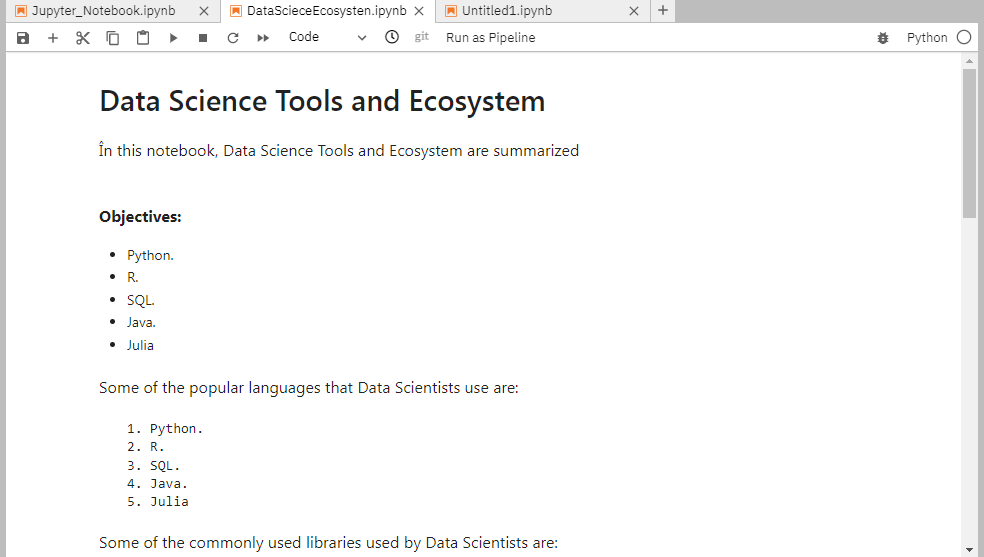 Jupyter_Notebook.ipynb DataScieceEcosysten.ipynb Untitled1.ipynb
Code git Run as Pipeline Python
Data Science Tools and Ecosystem
În this notebook, Data Science Tools and Ecosystem are summarized
Objectives:
Python.
R.
SQL.
Java.
Julia
Some of the popular languages that Data Scientists use are:
1. Python.
2. R.
3. SQL.
4. Java.
5. Julia
Some of the commonly used libraries used by Data Scientists are: